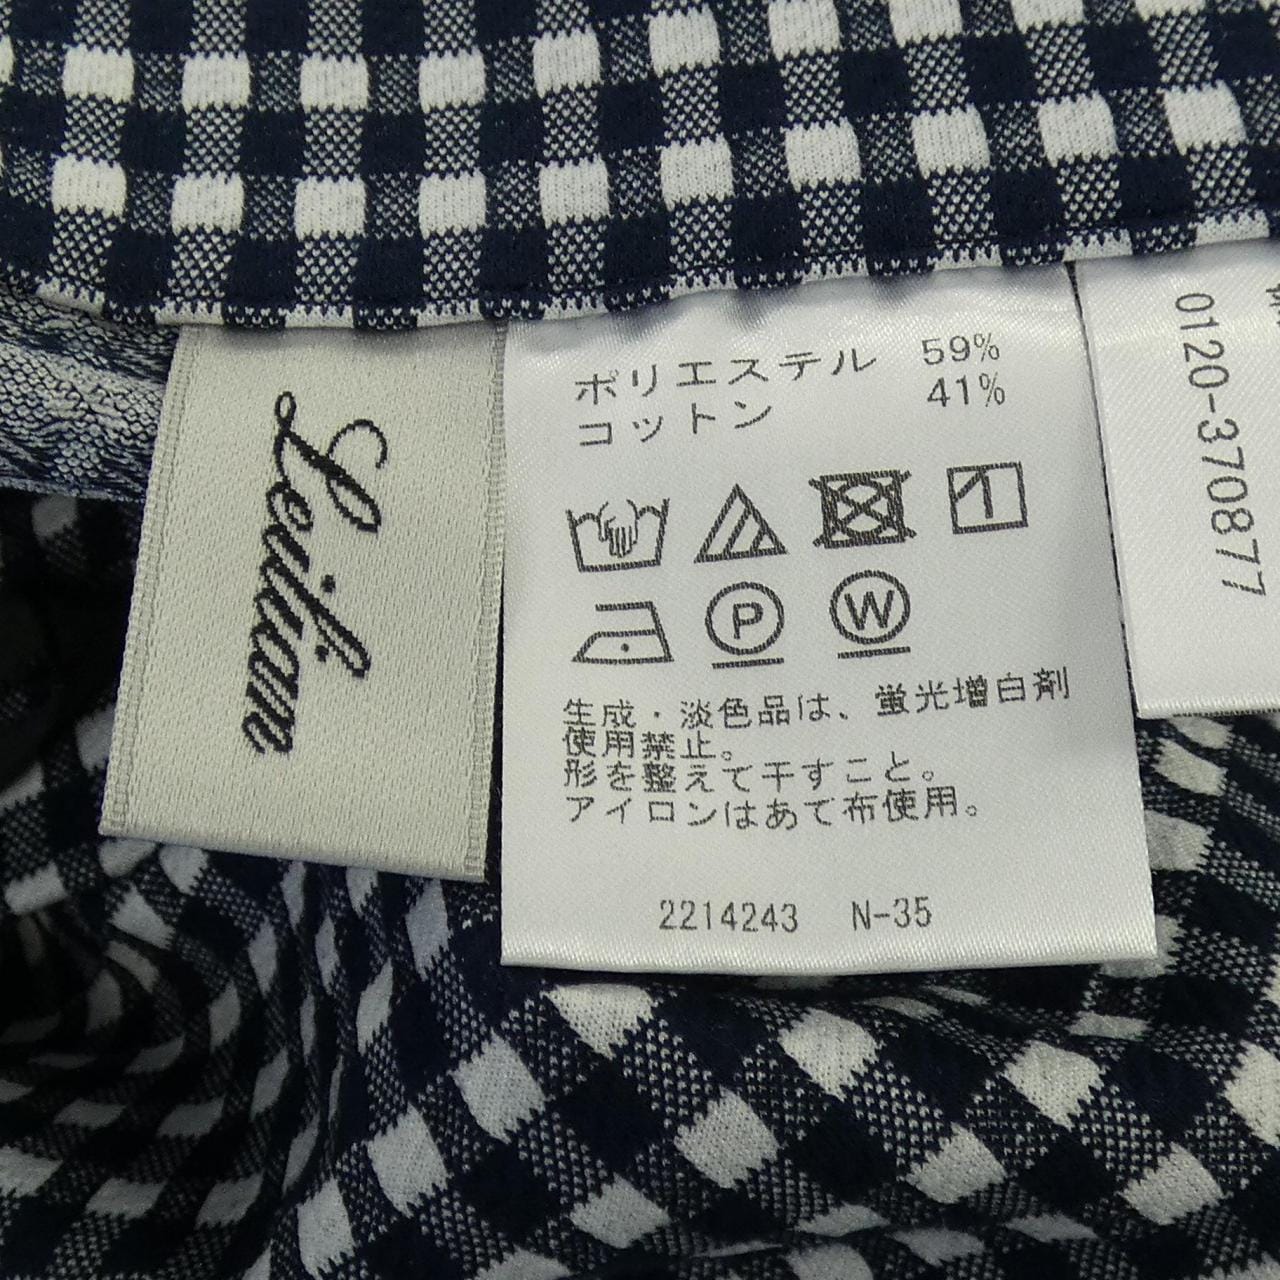 Leilian
ポリエステル 59%
コットン 41%
P W
生成・淡色品は、蛍光増白剤
使用禁止。
形を整えて干すこと。
アイロンはあて布使用。
2214243 N-35
0120-370877